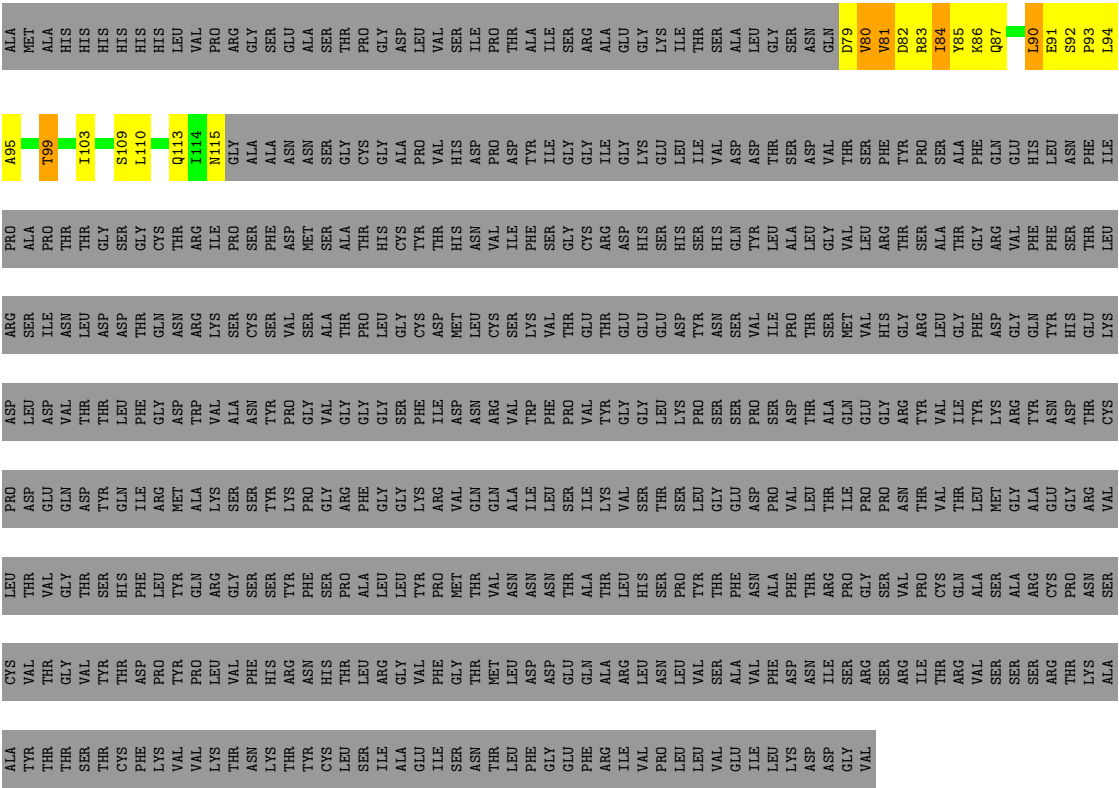 ALA MET ALA HIS HIS HIS HIS HIS HIS LEU VAL PRO ARG GLY SER GLU ALA SER THR PRO GLY ASP LEU VAL SER ILE PRO THR ALA ILE SER ARG ALA GLU GLY LYS ILE THR SER ALA LEU GLY SER ASN GLN D79 V80 V81 D82 R83 I84 Y85 K86 Q87 L90 E91 S92 P93 L94
A95 T99 I103 S109 L110 Q113 I114 N115 GLY ALA ALA ASN ASN SER GLY CYS GLY ALA PRO VAL HIS ASP PRO ASP TYR ILE GLY GLY ILE GLY LYS GLU LEU ILE VAL ASP ASP THR SER ASP VAL THR SER PHE TYR PRO SER ALA PHE GLN GLU HIS LEU ASN PHE ILE
PRO ALA PRO THR THR GLY SER GLY CYS THR ARG ILE PRO SER PHE ASP MET SER ALA THR HIS CYS TYR THR HIS ASN VAL ILE PHE SER GLY CYS ARG ASP HIS SER HIS SER HIS GLN TYR LEU ALA LEU GLY VAL LEU ARG THR SER ALA THR GLY ARG VAL PHE PHE SER THR LEU
ARG SER ILE ASN LEU ASP ASP THR GLN ASN ARG LYS SER CYS SER VAL SER ALA THR PRO LEU GLY CYS ASP MET LEU CYS SER LYS VAL THR GLU THR GLU GLU GLU ASP TYR ASN SER VAL ILE PRO THR SER MET VAL HIS GLY ARG LEU GLY PHE ASP GLY GLN TYR HIS GLU LYS
ASP LEU ASP VAL THR THR LEU PHE GLY ASP TRP VAL ALA ASN TYR PRO GLY VAL GLY GLY GLY SER PHE ILE ASP ASN ARG VAL TRP PHE PRO VAL TYR GLY GLY LEU LYS PRO SER SER PRO SER ASP THR ALA GLN GLU GLY ARG TYR VAL ILE TYR LYS ARG TYR ASN ASP THR CYS
PRO ASP GLU GLN ASP TYR GLN ILE ARG MET ALA LYS SER SER TYR LYS PRO GLY ARG PHE GLY GLY LYS ARG VAL GLN GLN ALA ILE LEU SER ILE LYS VAL SER THR SER LEU GLY GLU ASP PRO VAL LEU THR ILE PRO PRO ASN THR VAL THR LEU MET GLY ALA GLU GLY ARG VAL
LEU THR VAL GLY THR SER HIS PHE LEU TYR GLN ARG GLY SER SER TYR PHE SER PRO ALA LEU LEU TYR PRO MET THR VAL ASN ASN ASN THR ALA THR LEU HIS SER PRO TYR THR PHE ASN ALA PHE THR ARG PRO GLY SER VAL PRO CYS GLN ALA SER ALA ARG CYS PRO ASN SER
CYS VAL THR GLY VAL TYR THR ASP PRO TYR PRO LEU VAL PHE HIS ARG ASN HIS THR LEU ARG GLY VAL PHE GLY THR MET LEU ASP ASP GLU GLN ALA ARG LEU ASN LEU VAL SER ALA VAL PHE ASP ASN ILE SER ARG SER ARG ILE THR ARG VAL SER SER SER ARG THR LYS ALA
ALA TYR THR THR SER THR CYS PHE LYS VAL VAL LYS THR ASN LYS THR TYR CYS LEU SER ILE ALA GLU ILE SER ASN THR LEU PHE GLY GLU PHE ARG ILE VAL PRO LEU LEU VAL GLU ILE LEU LYS ASP ASP GLY VAL